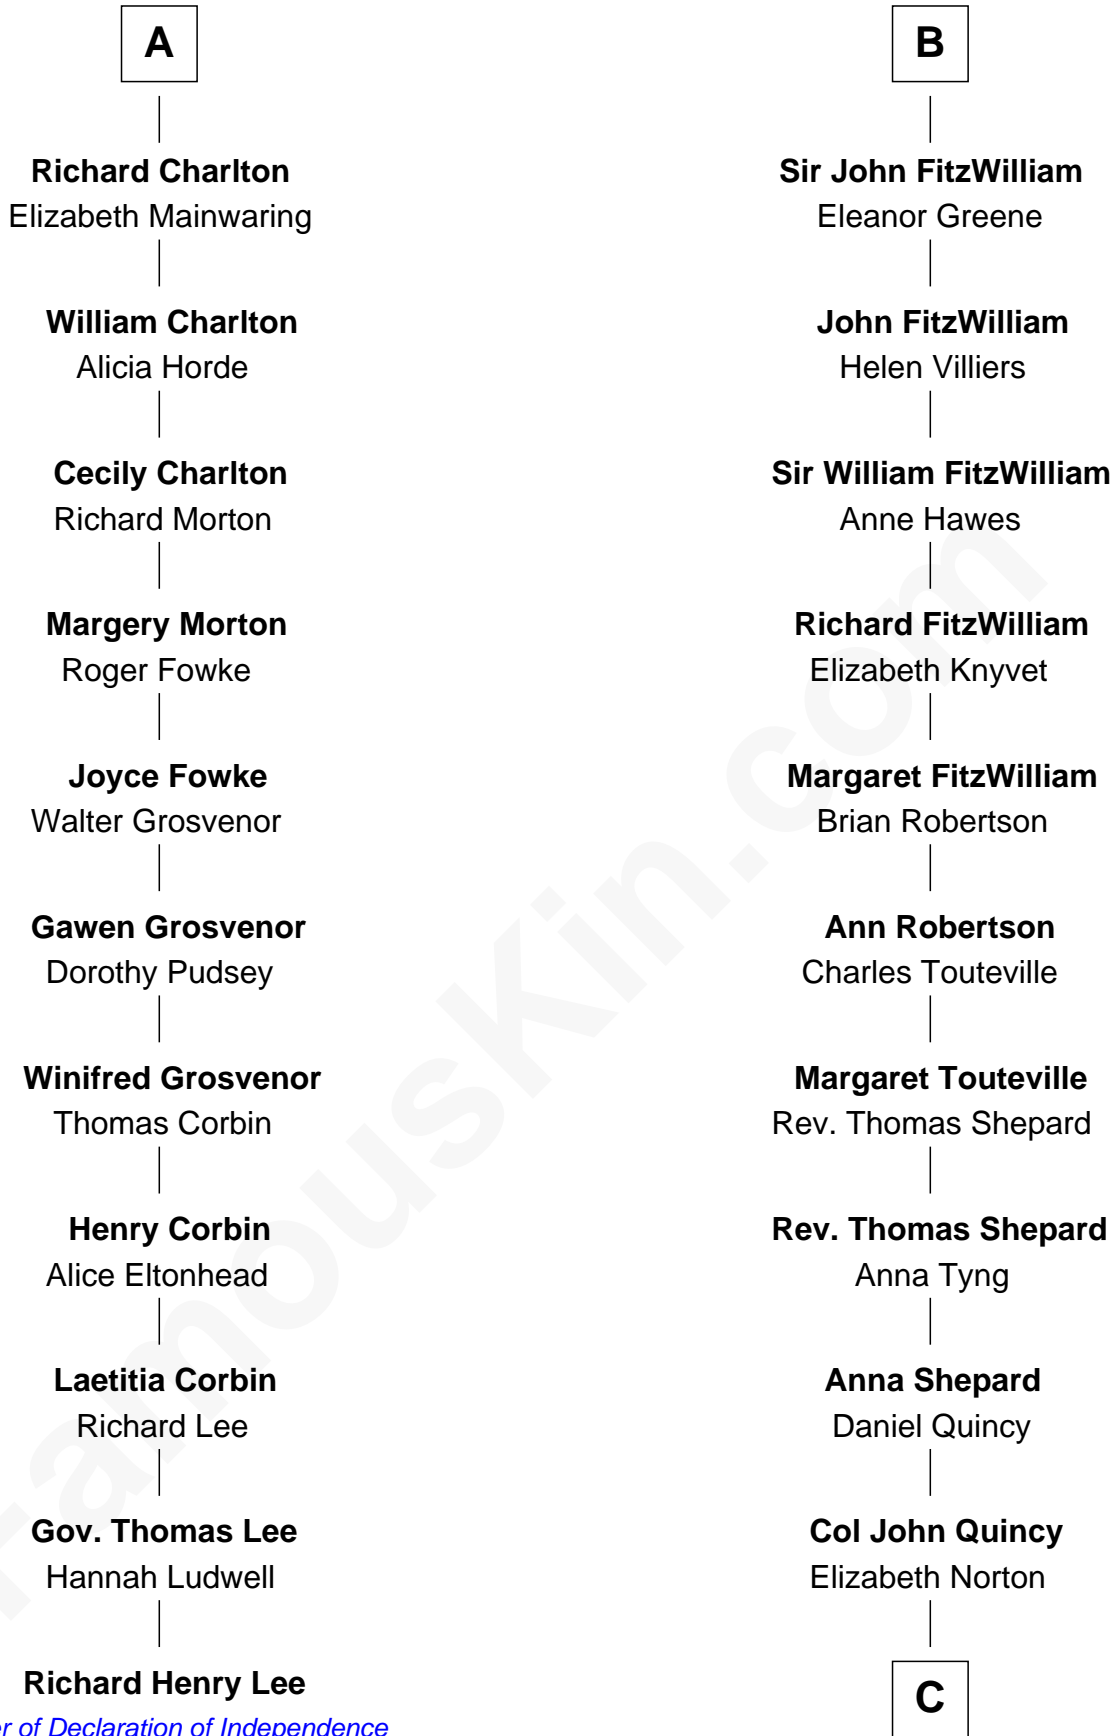 A
Richard Charlton
Elizabeth Mainwaring
William Charlton
Alicia Horde
Cecily Charlton
Richard Morton
Margery Morton
Roger Fowke
Joyce Fowke
Walter Grosvenor
Gawen Grosvenor
Dorothy Pudsey
Winifred Grosvenor
Thomas Corbin
Henry Corbin
Alice Eltonhead
Laetitia Corbin
Richard Lee
Gov. Thomas Lee
Hannah Ludwell
Richard Henry Lee
of Declaration of Independence
B
Sir John FitzWilliam
Eleanor Greene
John FitzWilliam
Helen Villiers
Sir William FitzWilliam
Anne Hawes
Richard FitzWilliam
Elizabeth Knyvet
Margaret FitzWilliam
Brian Robertson
Ann Robertson
Charles Touteville
Margaret Touteville
Rev. Thomas Shepard
Rev. Thomas Shepard
Anna Tyng
Anna Shepard
Daniel Quincy
Col John Quincy
Elizabeth Norton
C
FamousKin.com